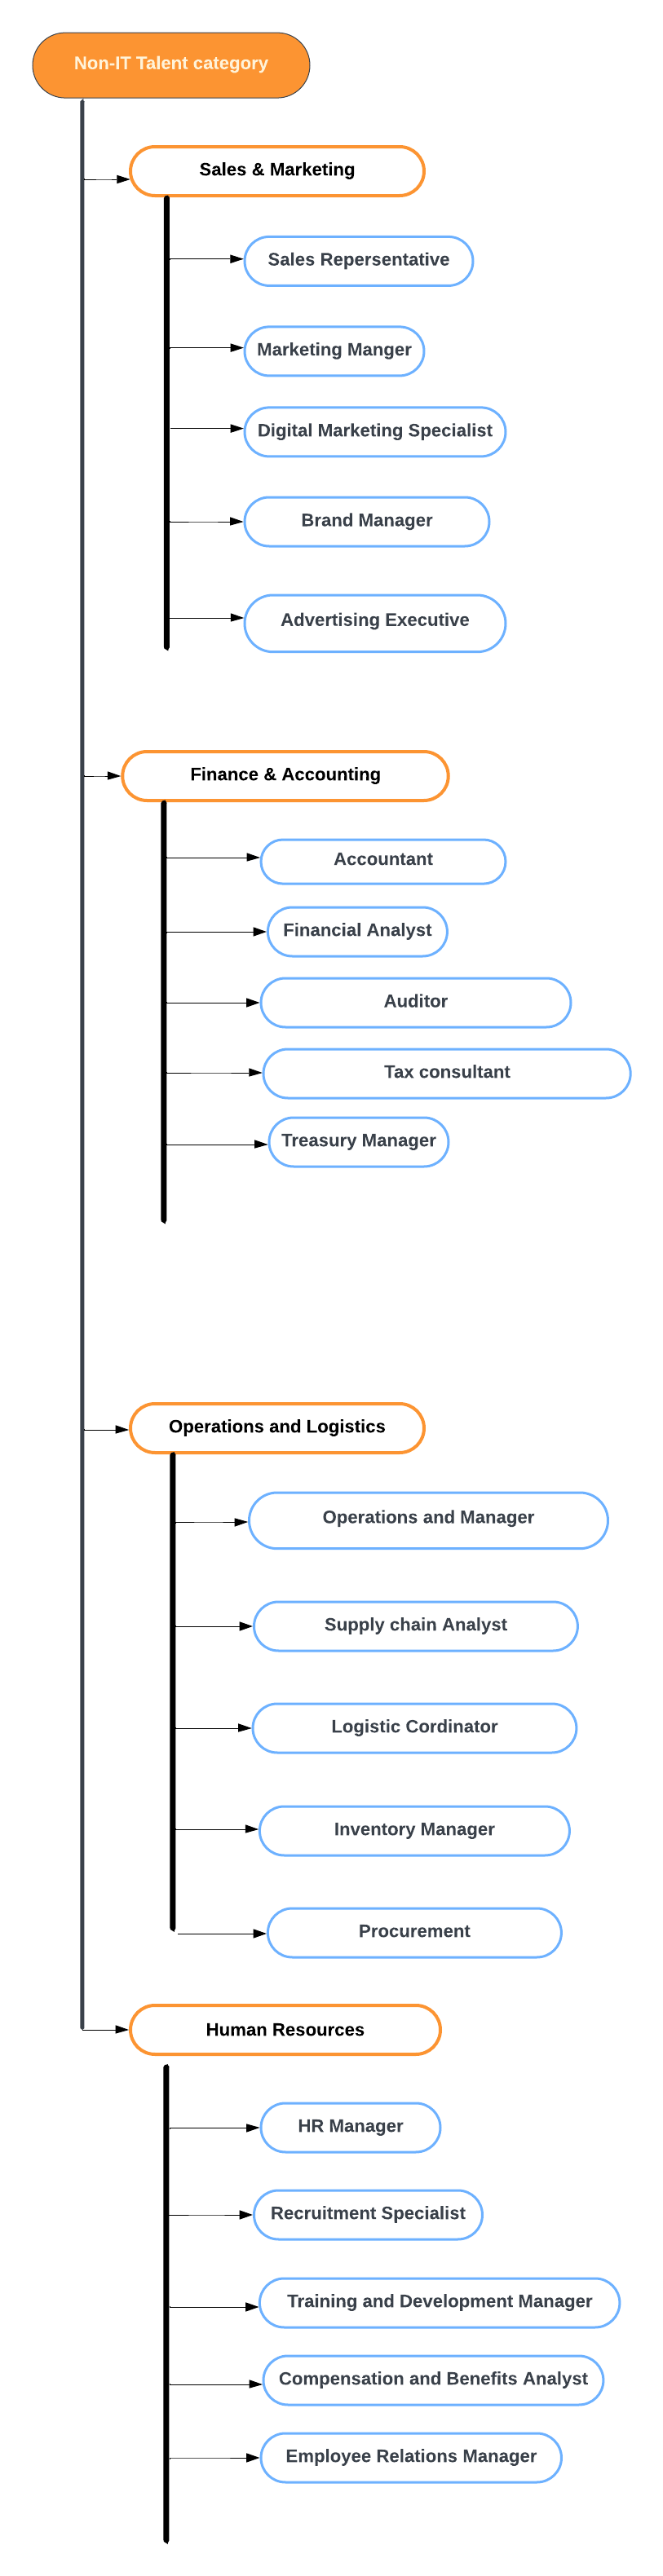 Non-IT Talent category
Sales & Marketing
Sales Repersentative
Marketing Manger
Digital Marketing Specialist
Brand Manager
Advertising Executive
Finance & Accounting
Accountant
Financial Analyst
Auditor
Tax consultant
Treasury Manager
Operations and Logistics
Operations and Manager
Supply chain Analyst
Logistic Cordinator
Inventory Manager
Procurement
Human Resources
HR Manager
Recruitment Specialist
Training and Development Manager
Compensation and Benefits Analyst
Employee Relations Manager